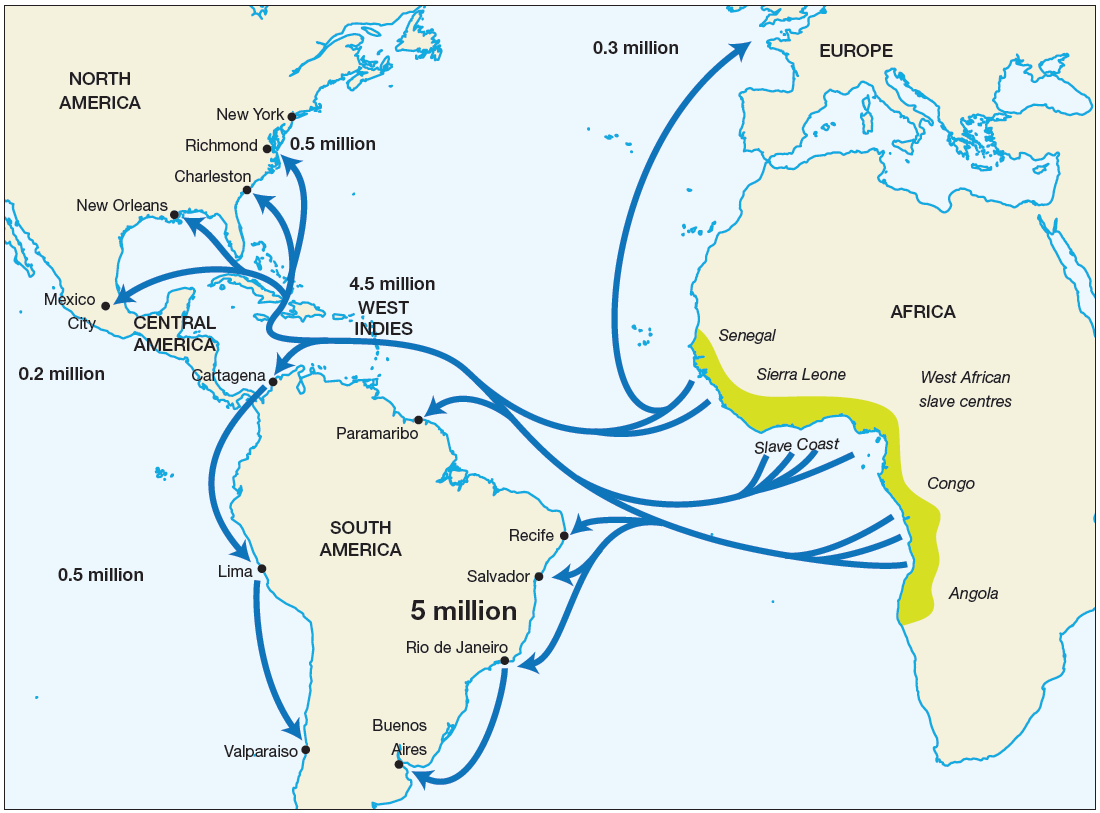 0.3 million
EUROPE
NORTH
AMERICA
New York
Richmond
0.5 million
Charleston
New Orleans
4.5 million
WEST
INDIES
Mexico
City
CENTRAL
AMERICA
AFRICA
Senegal
0.2 million
Cartagena
Sierra Leone
West African
slave centres
Paramaribo
Slave Coast
Congo
SOUTH
AMERICA
Recife
0.5 million
Lima
Salvador
Angola
5 million
Rio de Janeiro
Buenos
Aires
Valparaiso